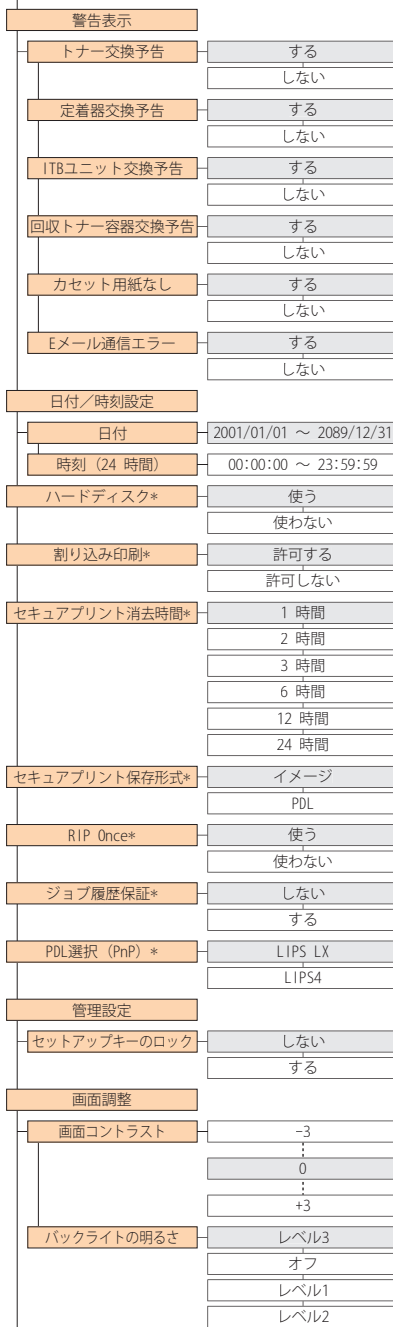 警告表示
トナー交換予告 する
しない
定着器交換予告 する
しない
ITBユニット交換予告 する
しない
回収トナー容器交換予告 する
しない
カセット用紙なし する
しない
Eメール通信エラー する
しない
日付／時刻設定
日付 2001/01/01 ～ 2089/12/31
時刻（24 時間） 00:00:00 ～ 23:59:59
ハードディスク* 使う
使わない
割り込み印刷* 許可する
許可しない
セキュアプリント消去時間* 1 時間
2 時間
3 時間
6 時間
12 時間
24 時間
セキュアプリント保存形式* イメージ
PDL
RIP Once* 使う
使わない
ジョブ履歴保証* しない
する
PDL選択（PnP）* LIPS LX
LIPS4
管理設定
セットアップキーのロック しない
する
画面調整
画面コントラスト -3
0
+3
バックライトの明るさ レベル3
オフ
レベル1
レベル2